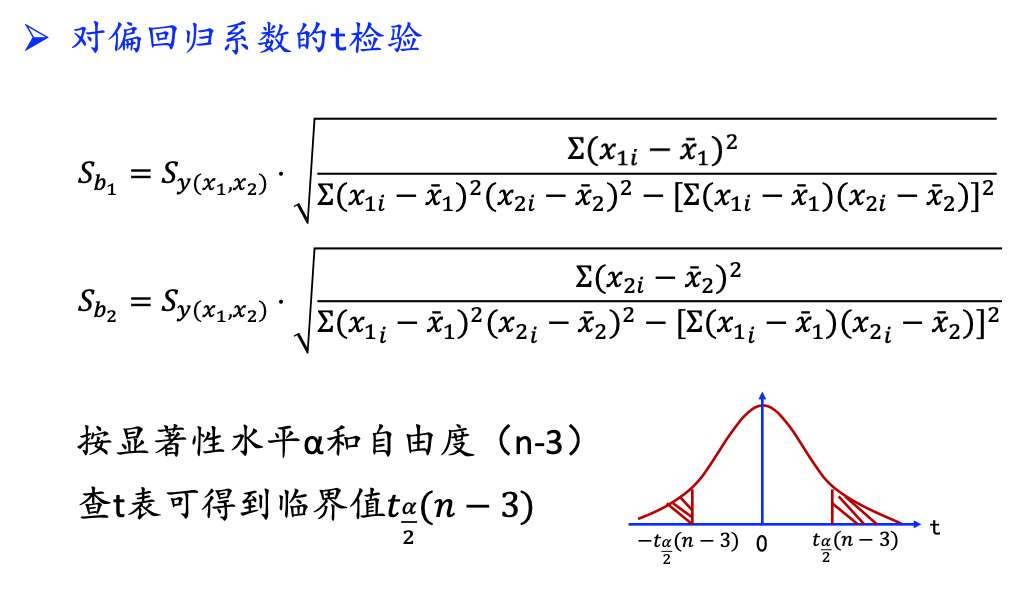 ➢ 对偏回归系数的t检验
$S_{b_1} = S_{y(x_1,x_2)} \cdot \sqrt{\frac{\Sigma(x_{1i} - \bar{x}_1)^2}{\Sigma(x_{1i} - \bar{x}_1)^2(x_{2i} - \bar{x}_2)^2 - [\Sigma(x_{1i} - \bar{x}_1)(x_{2i} - \bar{x}_2)]^2}}$
$S_{b_2} = S_{y(x_1,x_2)} \cdot \sqrt{\frac{\Sigma(x_{2i} - \bar{x}_2)^2}{\Sigma(x_{1_i} - \bar{x}_1)^2(x_{2_i} - \bar{x}_2)^2 - [\Sigma(x_{1_i} - \bar{x}_1)(x_{2_i} - \bar{x}_2)]^2}}$
按显著性水平α和自由度（n-3）
查t表可得到临界值$t_{\frac{\alpha}{2}}(n - 3)$
t
$-t_{\frac{\alpha}{2}}(n - 3)$ 0 $t_{\frac{\alpha}{2}}(n - 3)$